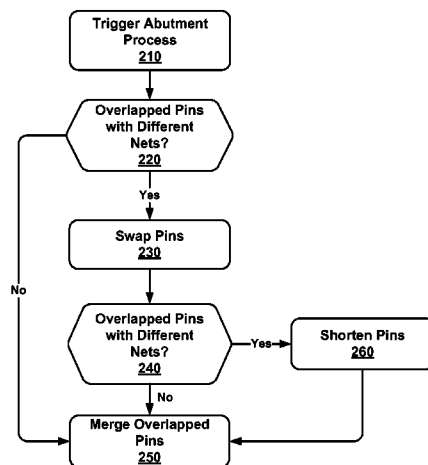 Trigger Abutment
Process
210
Overlapped Pins
with Different
Nets?
220
Yes
Swap Pins
230
No
Overlapped Pins
with Different
Nets?
240
Yes
Shorten Pins
260
No
Merge Overlapped
Pins
250